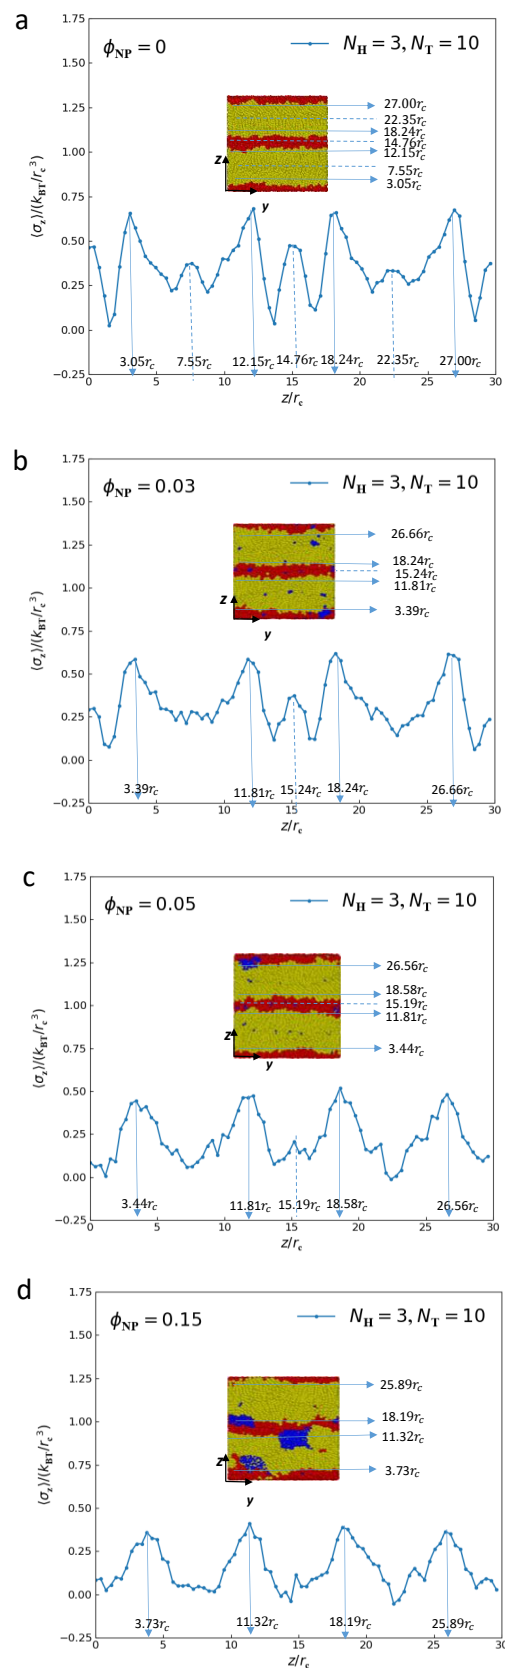 a
ϕNP = 0
NH = 3, NT = 10
1.75
1.50
1.25
1.00
0.75
0.50
0.25
0.00
−0.25
⟨σz⟩/(kBT/rc³)
27.00rc
22.35rc
18.24rc
14.76rc
12.15rc
7.55rc
3.05rc
z
y
3.05rc 7.55rc 12.15rc 14.76rc 18.24rc 22.35rc 27.00rc
0 5 10 15 20 25 30
z/rc
b
ϕNP = 0.03
NH = 3, NT = 10
1.75
1.50
1.25
1.00
0.75
0.50
0.25
0.00
−0.25
⟨σz⟩/(kBT/rc³)
26.66rc
18.24rc
15.24rc
11.81rc
3.39rc
z
y
3.39rc 11.81rc 15.24rc 18.24rc 26.66rc
0 5 10 15 20 25 30
z/rc
c
ϕNP = 0.05
NH = 3, NT = 10
1.75
1.50
1.25
1.00
0.75
0.50
0.25
0.00
−0.25
⟨σz⟩/(kBT/rc³)
26.56rc
18.58rc
15.19rc
11.81rc
3.44rc
z
y
3.44rc 11.81rc 15.19rc 18.58rc 26.56rc
0 5 10 15 20 25 30
z/rc
d
ϕNP = 0.15
NH = 3, NT = 10
1.75
1.50
1.25
1.00
0.75
0.50
0.25
0.00
−0.25
⟨σz⟩/(kBT/rc³)
25.89rc
18.19rc
11.32rc
3.73rc
z
y
3.73rc 11.32rc 18.19rc 25.89rc
0 5 10 15 20 25 30
z/rc